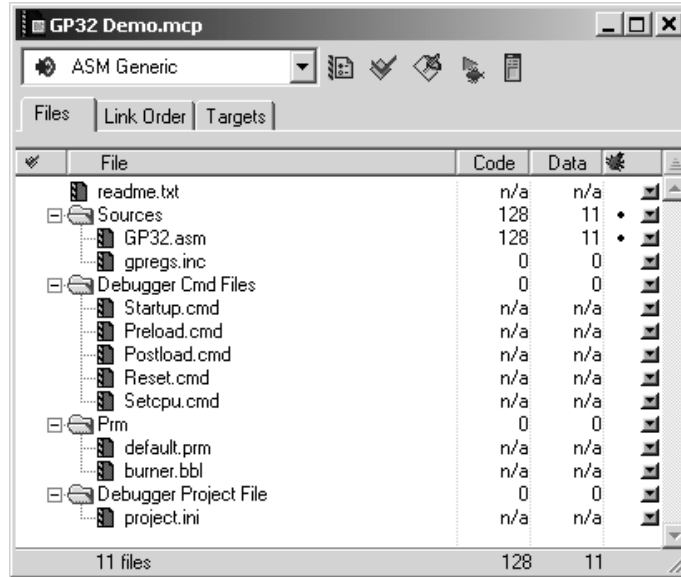 GP32 Demo.mcp
ASM Generic
Files Link Order Targets
File Code Data
readme.txt n/a n/a
Sources 128 11
GP32.asm 128 11
gpregs.inc 0 0
Debugger Cmd Files 0 0
Startup.cmd n/a n/a
Preload.cmd n/a n/a
Postload.cmd n/a n/a
Reset.cmd n/a n/a
Setcpu.cmd n/a n/a
Prm 0 0
default.prm n/a n/a
burner.bbl n/a n/a
Debugger Project File 0 0
project.ini n/a n/a
11 files 128 11